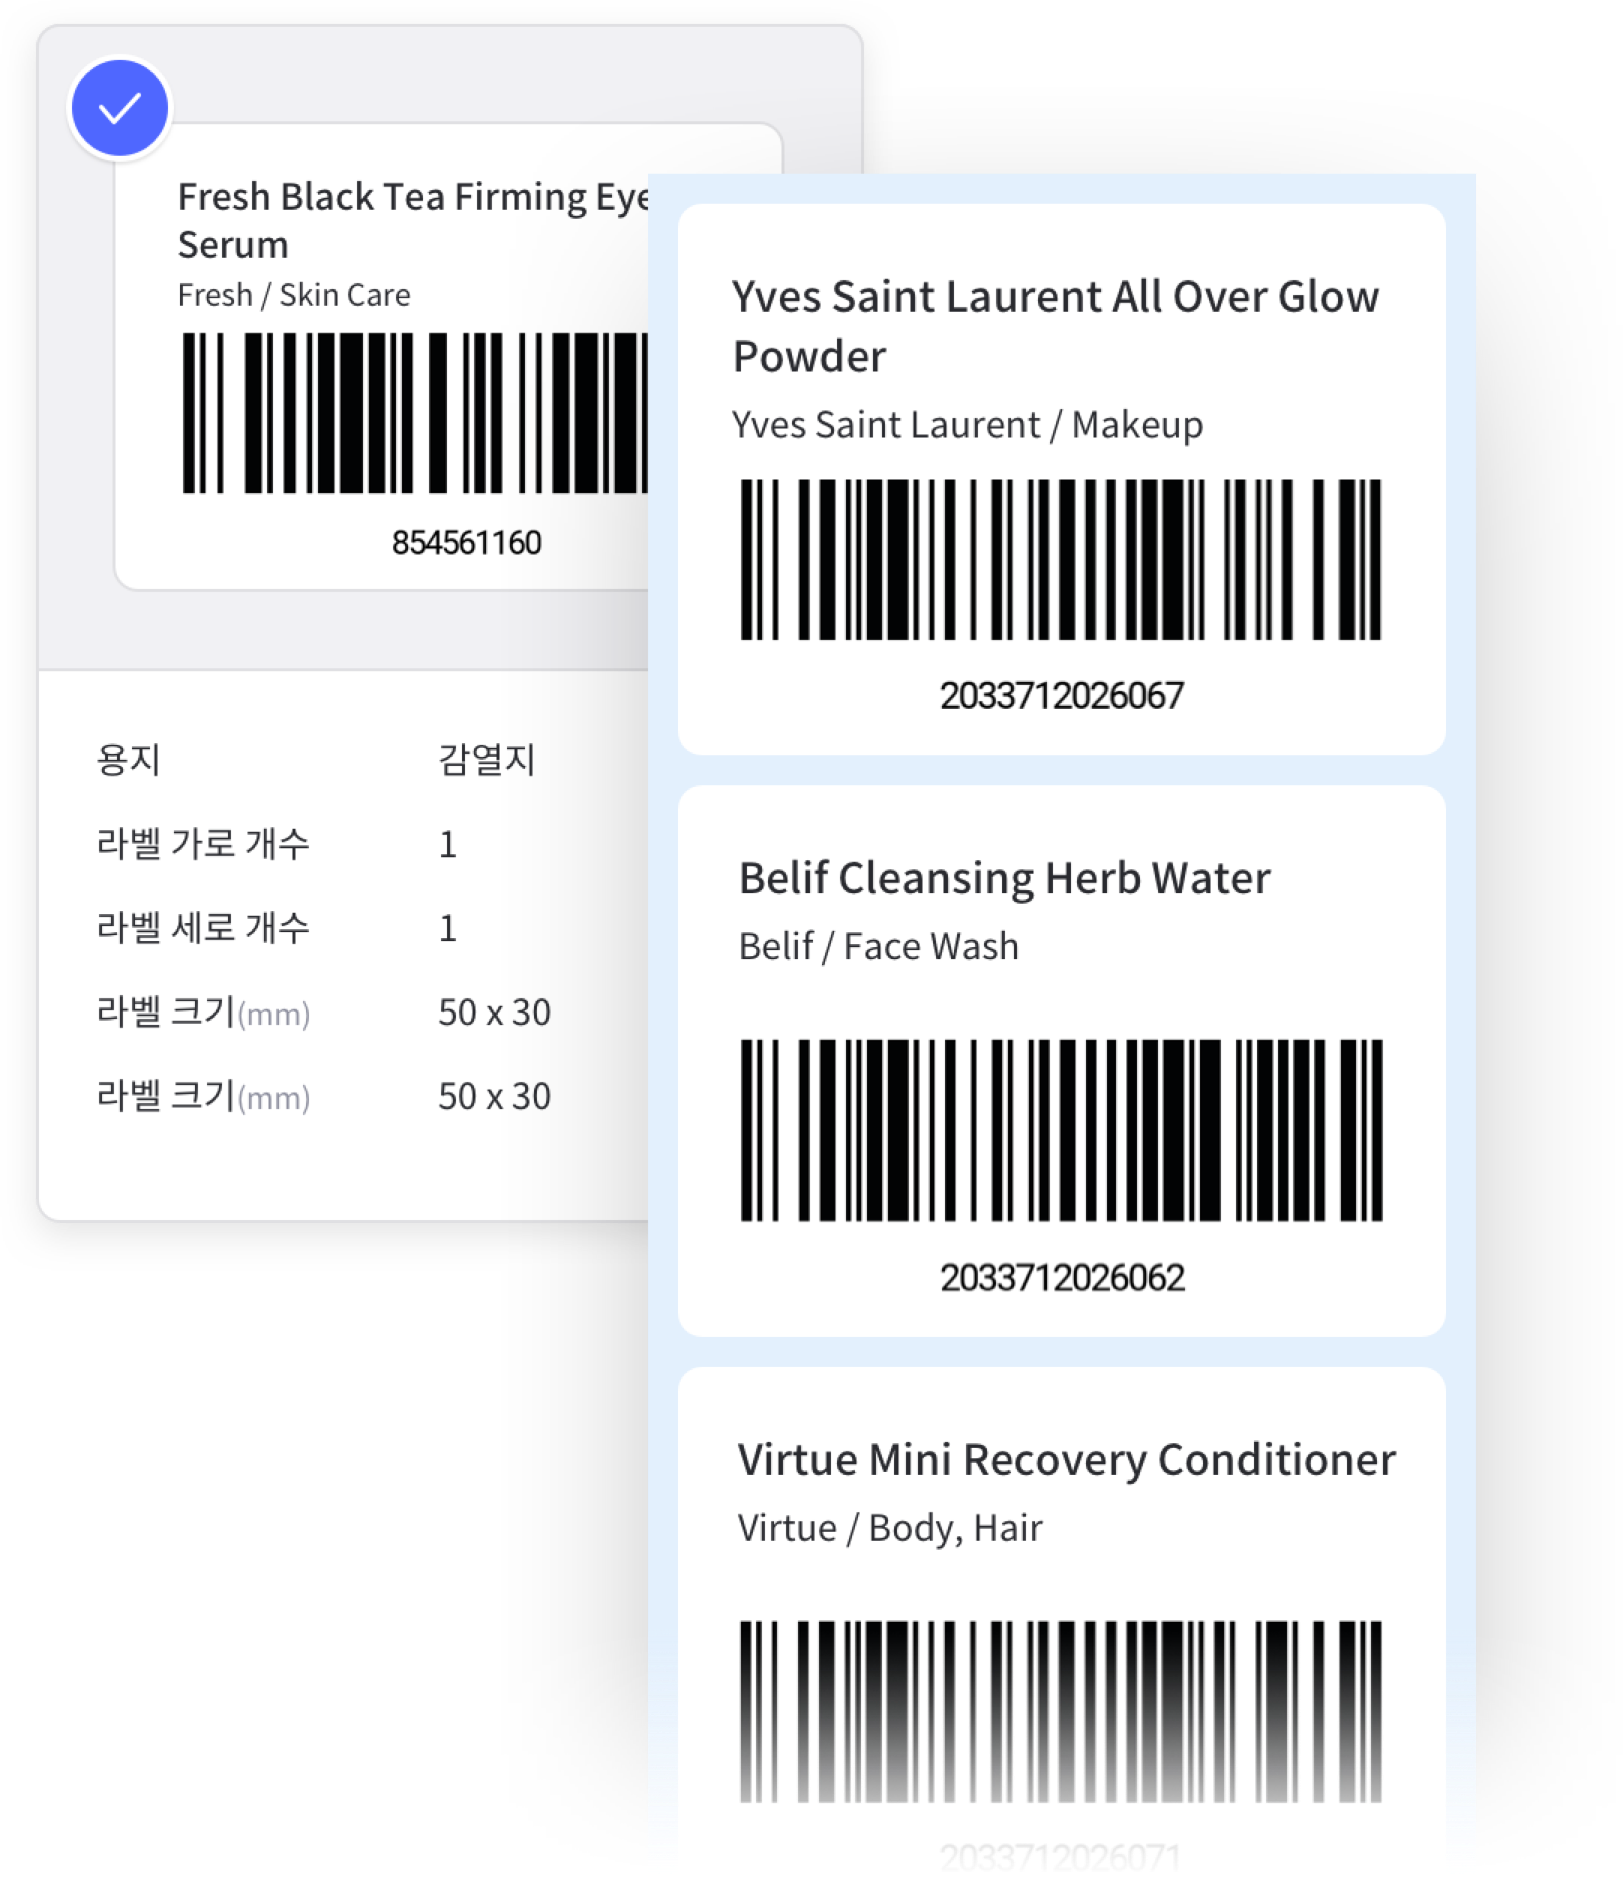 Fresh Black Tea Firming Eye
Serum
Fresh / Skin Care
854561160
용지 감열지
라벨 가로 개수 1
라벨 세로 개수 1
라벨 크기(mm) 50 x 30
라벨 크기(mm) 50 x 30
Yves Saint Laurent All Over Glow
Powder
Yves Saint Laurent / Makeup
2033712026067
Belif Cleansing Herb Water
Belif / Face Wash
2033712026062
Virtue Mini Recovery Conditioner
Virtue / Body, Hair
2033712026071